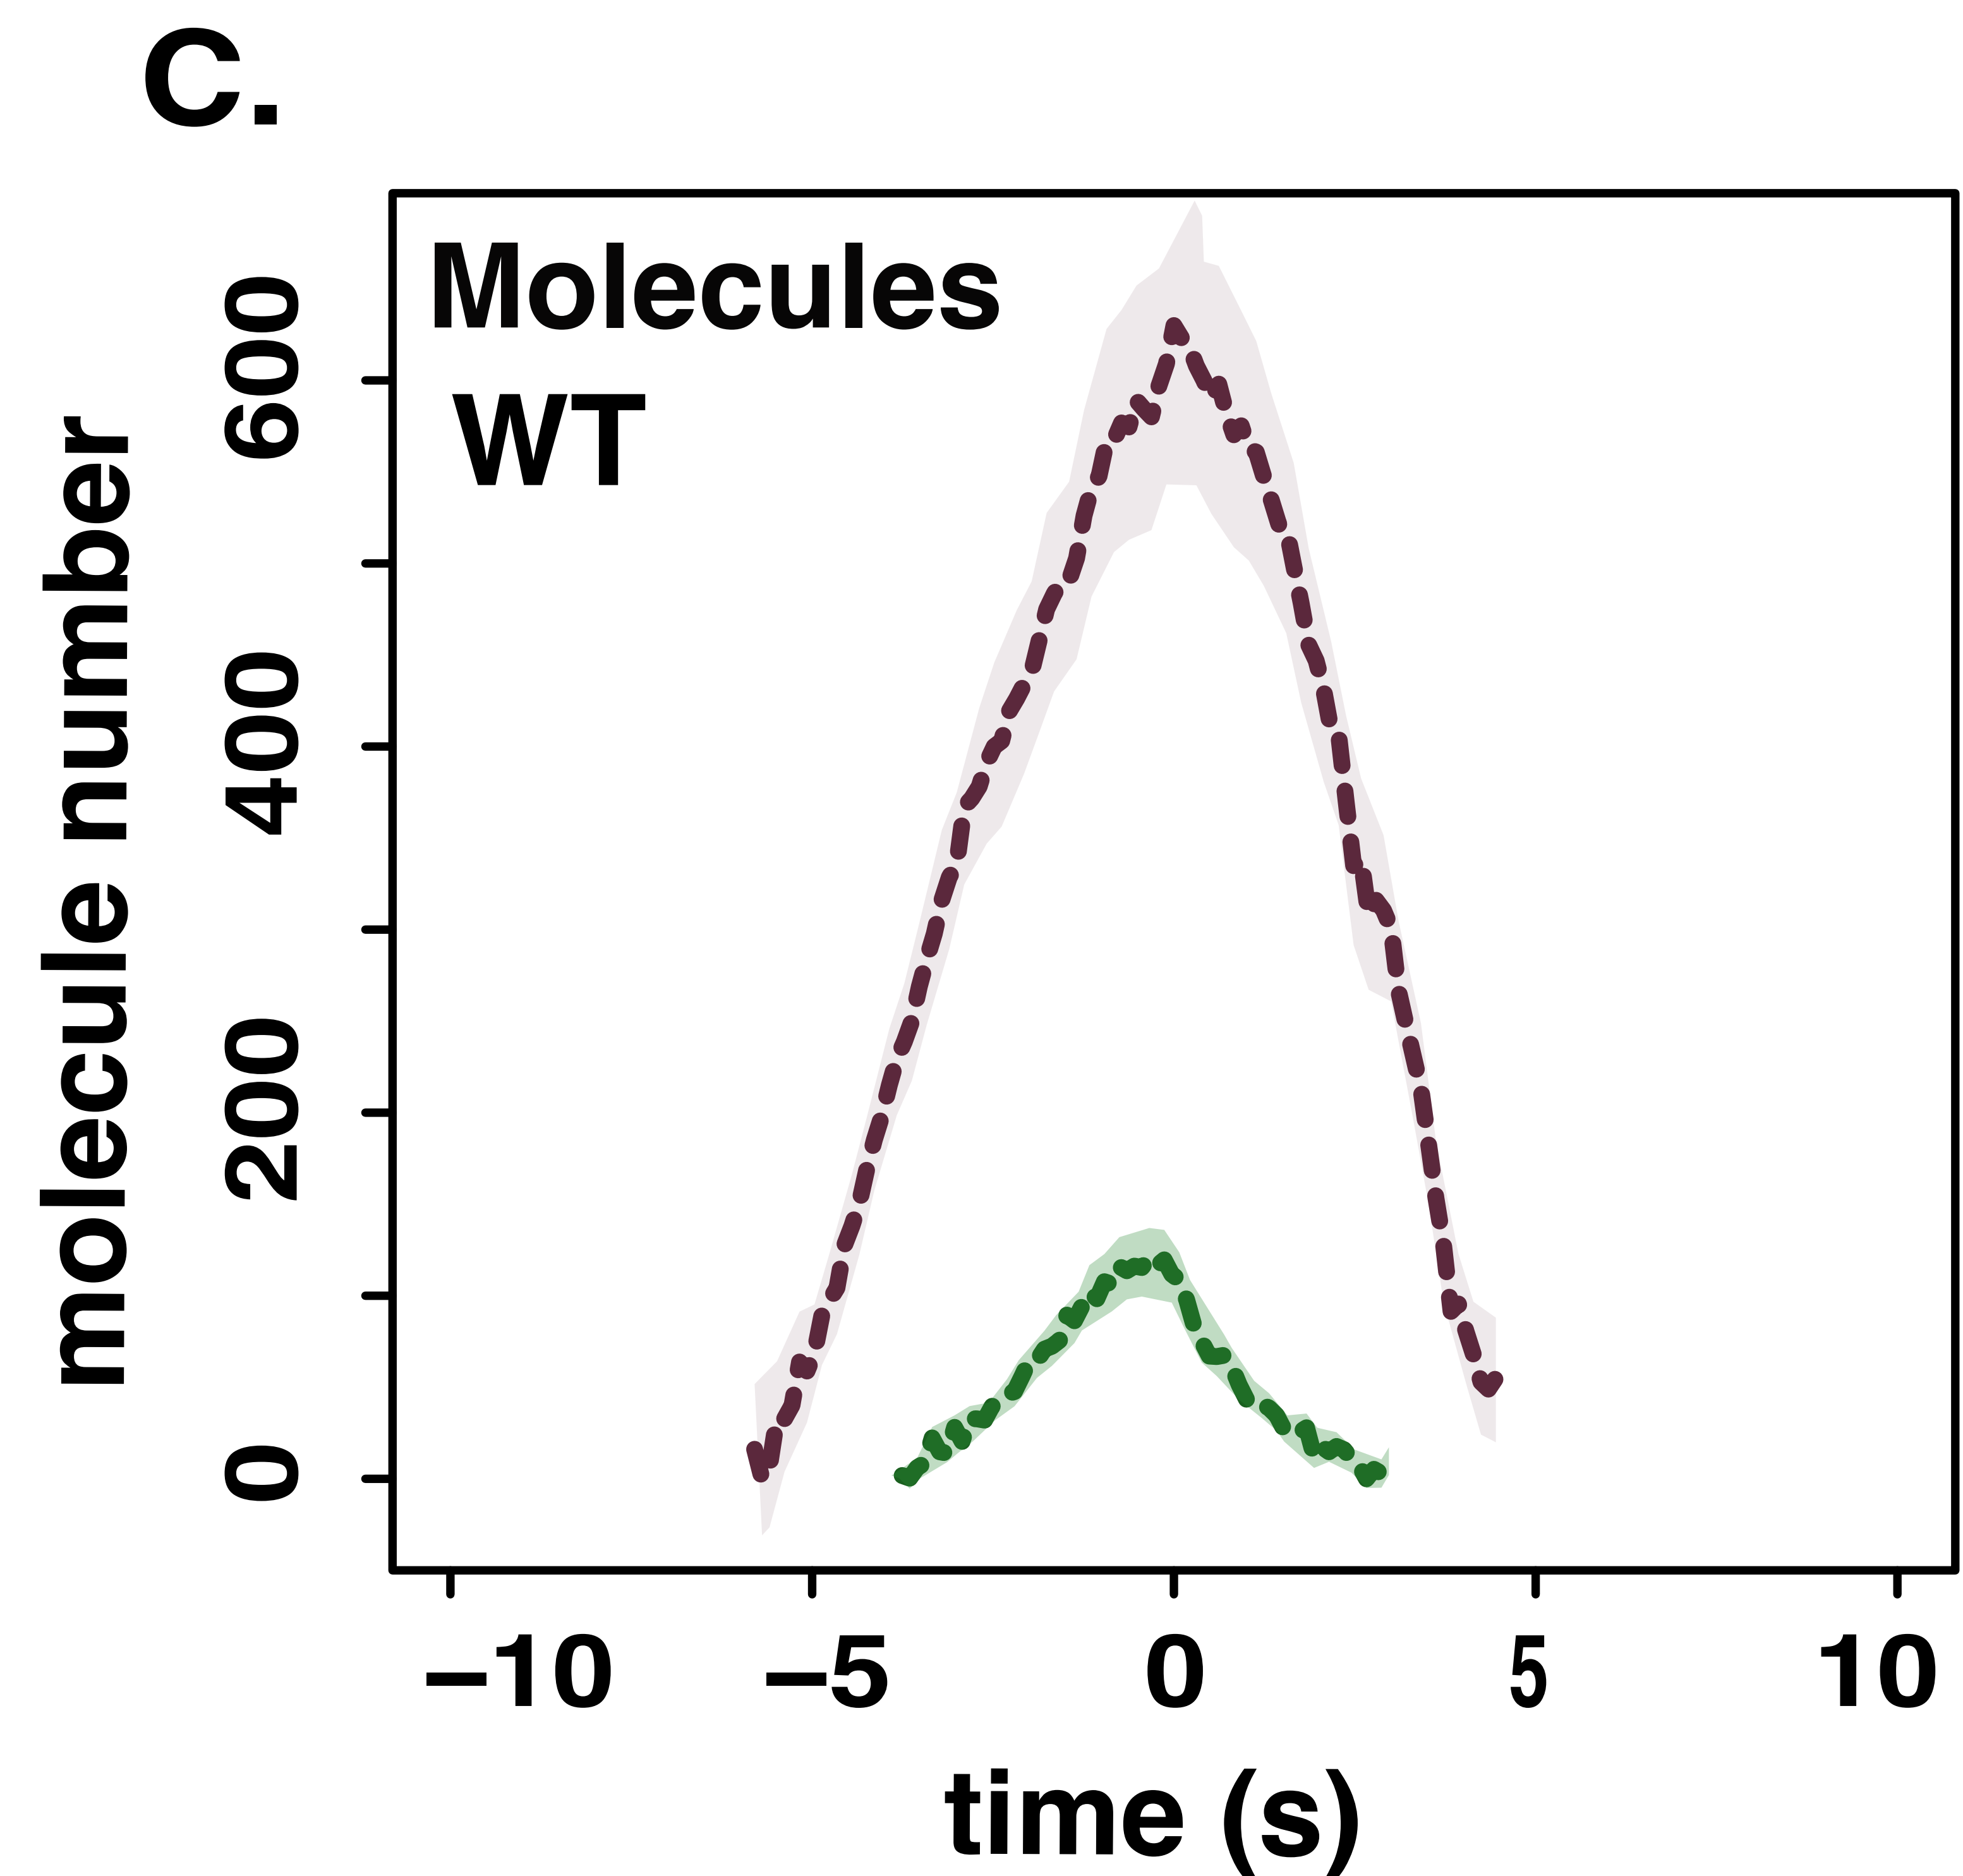 C.
Molecules
WT
molecule number
600
400
200
0
–10 –5 0 5 10
time (s)